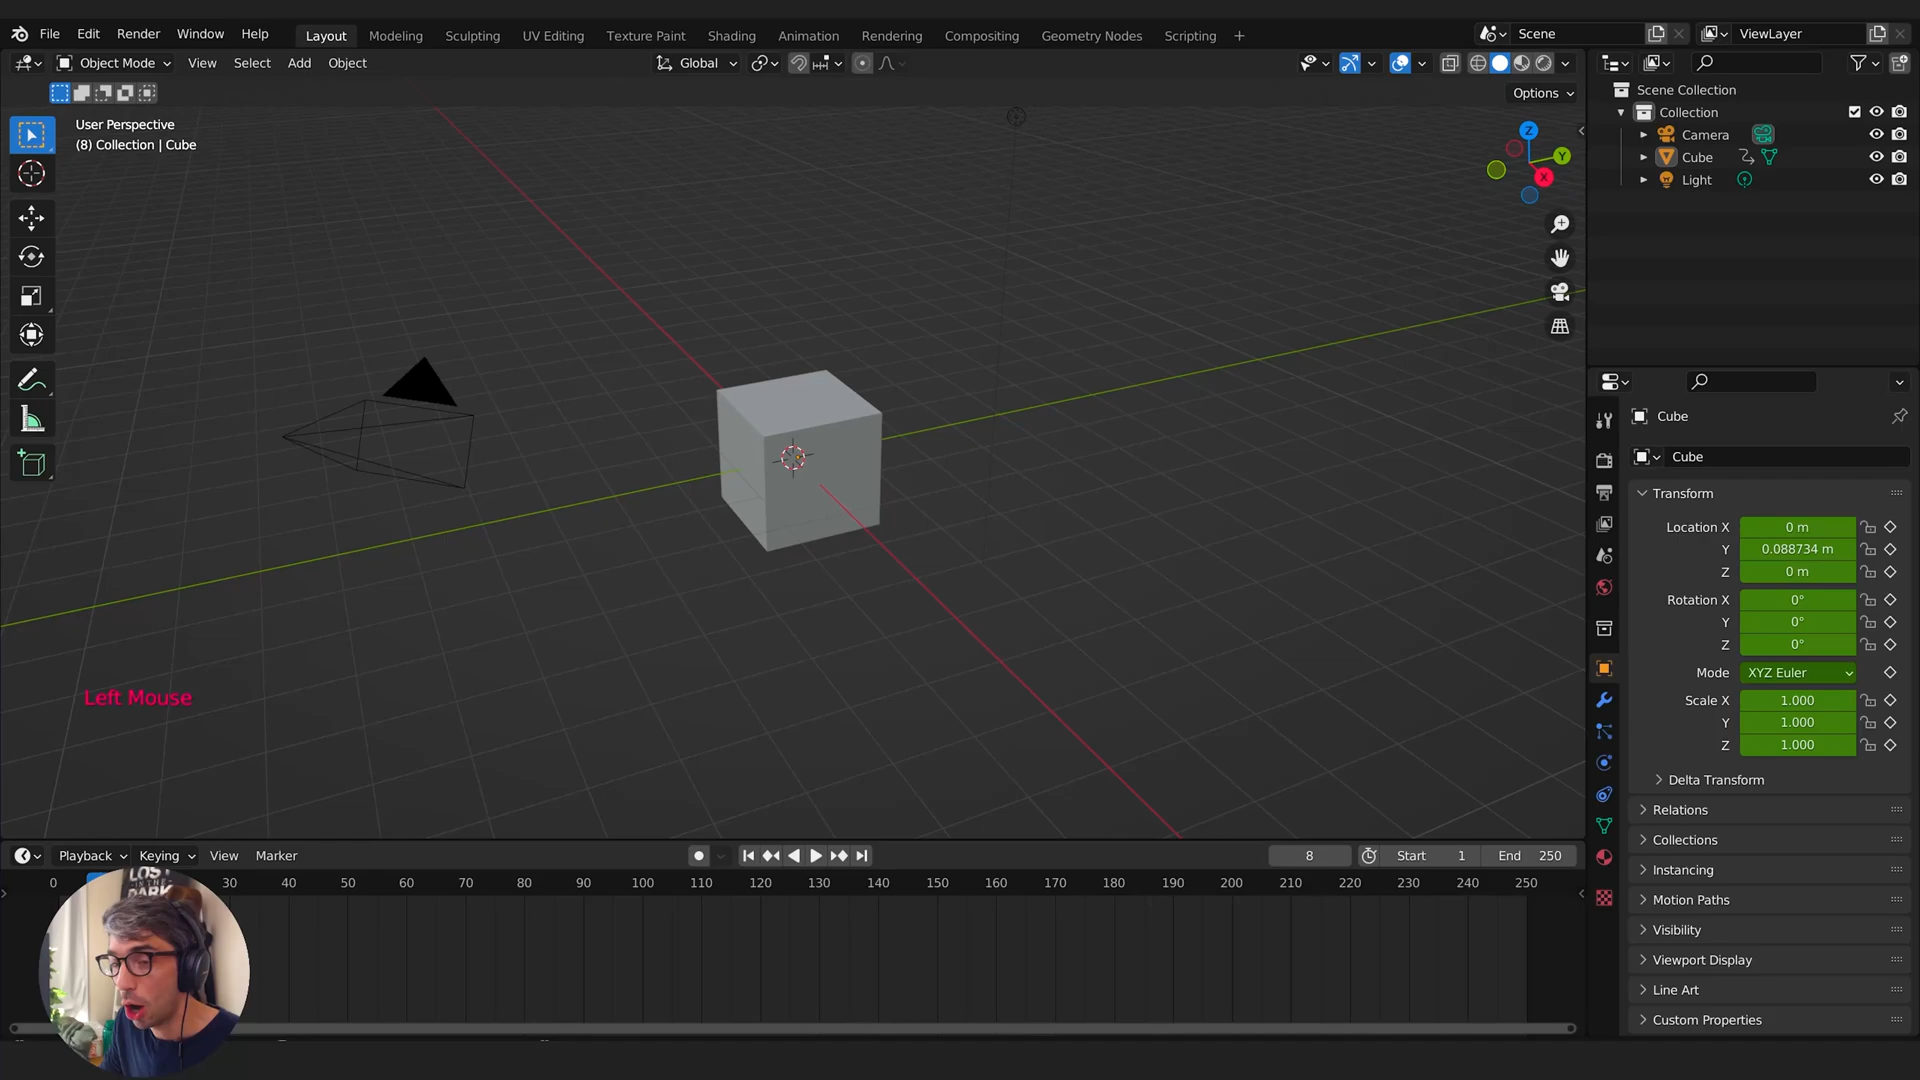 File Edit Render Window Help Layout Modeling Sculpting UV Editing Texture Paint Shading Animation Rendering Compositing Geometry Nodes Scripting + Scene ViewLayer
Object Mode View Select Add Object Global
Options
User Perspective
(8) Collection | Cube
Z
Y
X
Left Mouse
Scene Collection
Collection
Camera
Cube
Light
Cube
Cube
Transform
Location X 0 m
Y 0.088734 m
Z 0 m
Rotation X 0°
Y 0°
Z 0°
Mode XYZ Euler
Scale X 1.000
Y 1.000
Z 1.000
Delta Transform
Relations
Collections
Instancing
Motion Paths
Visibility
Viewport Display
Line Art
Custom Properties
Playback Keying View Marker 8 Start 1 End 250
0 30 40 50 60 70 80 90 100 110 120 130 140 150 160 170 180 190 200 210 220 230 240 250
LOST
IN THE
DARK